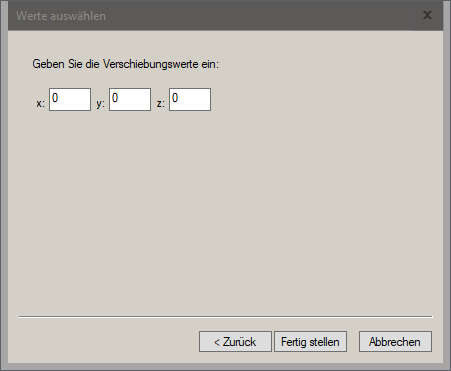 Werte auswählen x
Geben Sie die Verschiebungswerte ein:
x: 0 y: 0 z: 0
< Zurück Fertig stellen Abbrechen